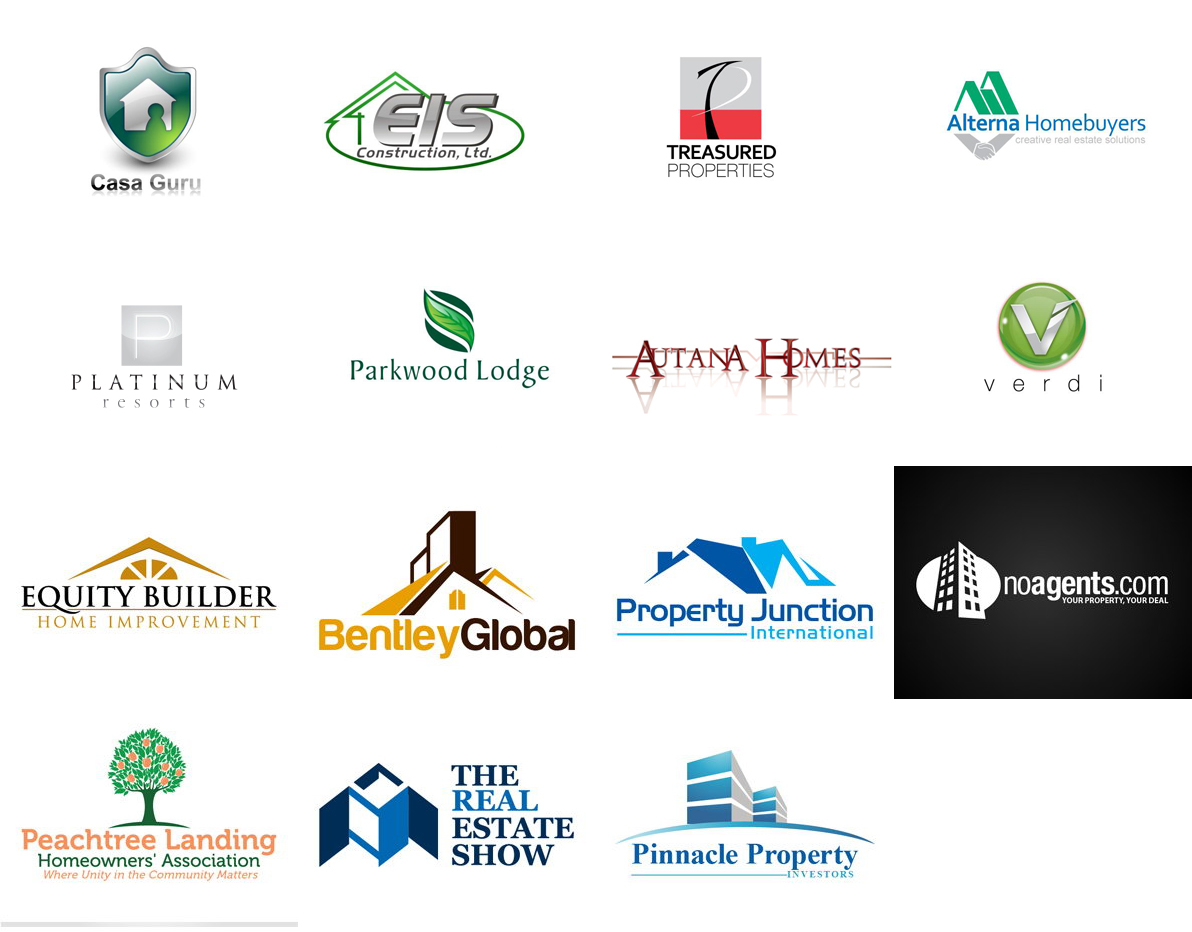 Casa Guru
EIS
Construction, Ltd.
P
TREASURED
PROPERTIES
Alterna Homebuyers
creative real estate solutions
P
PLATINUM
resorts
Parkwood Lodge
AUTANA HOMES
V
verdi
EQUITY BUILDER
HOME IMPROVEMENT
BentleyGlobal
Property Junction
International
noagents.com
YOUR PROPERTY, YOUR DEAL
Peachtree Landing
Homeowners' Association
Where Unity in the Community Matters
THE
REAL
ESTATE
SHOW
Pinnacle Property
INVESTORS